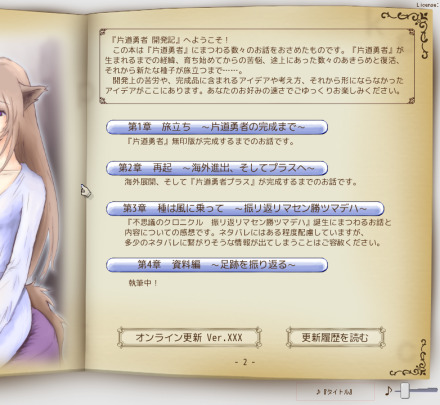 License:
『片道勇者 開発記』へようこそ!
この本は『片道勇者』にまつわる数々のお話をおさめたものです。『片道勇者』が
生まれるまでの経緯、育ち始めてからの苦悩、途上にあった数々のあきらめと復活、
それから新たな種子が旅立つまで……。
開発上の苦労や、完成品に含まれるアイデアや考え方、それから形にならなかった
アイデアがここにあります。あなたのお好みの速さでごゆっくりお楽しみください。
第1章 旅立ち ～片道勇者の完成まで～
『片道勇者』無印版が完成するまでのお話です。
第2章 再起 ～海外進出、そしてプラスへ～
海外展開、そして『片道勇者プラス』が完成するまでのお話です。
第3章 種は風に乗って ～振り返リマセン勝ツマデハ～
『不思議のクロニクル 振リ返リマセン勝ツマデハ』誕生にまつわるお話と
内容についての感想です。ネタバレにはある程度配慮していますが、
多少のネタバレに繋がりそうな情報が出てしまうことはご容赦ください。
第4章 資料編 ～足跡を振り返る～
執筆中!
オンライン更新 Ver.XXX
更新履歴を読む
- 2 -
♪『タイトル』
♪